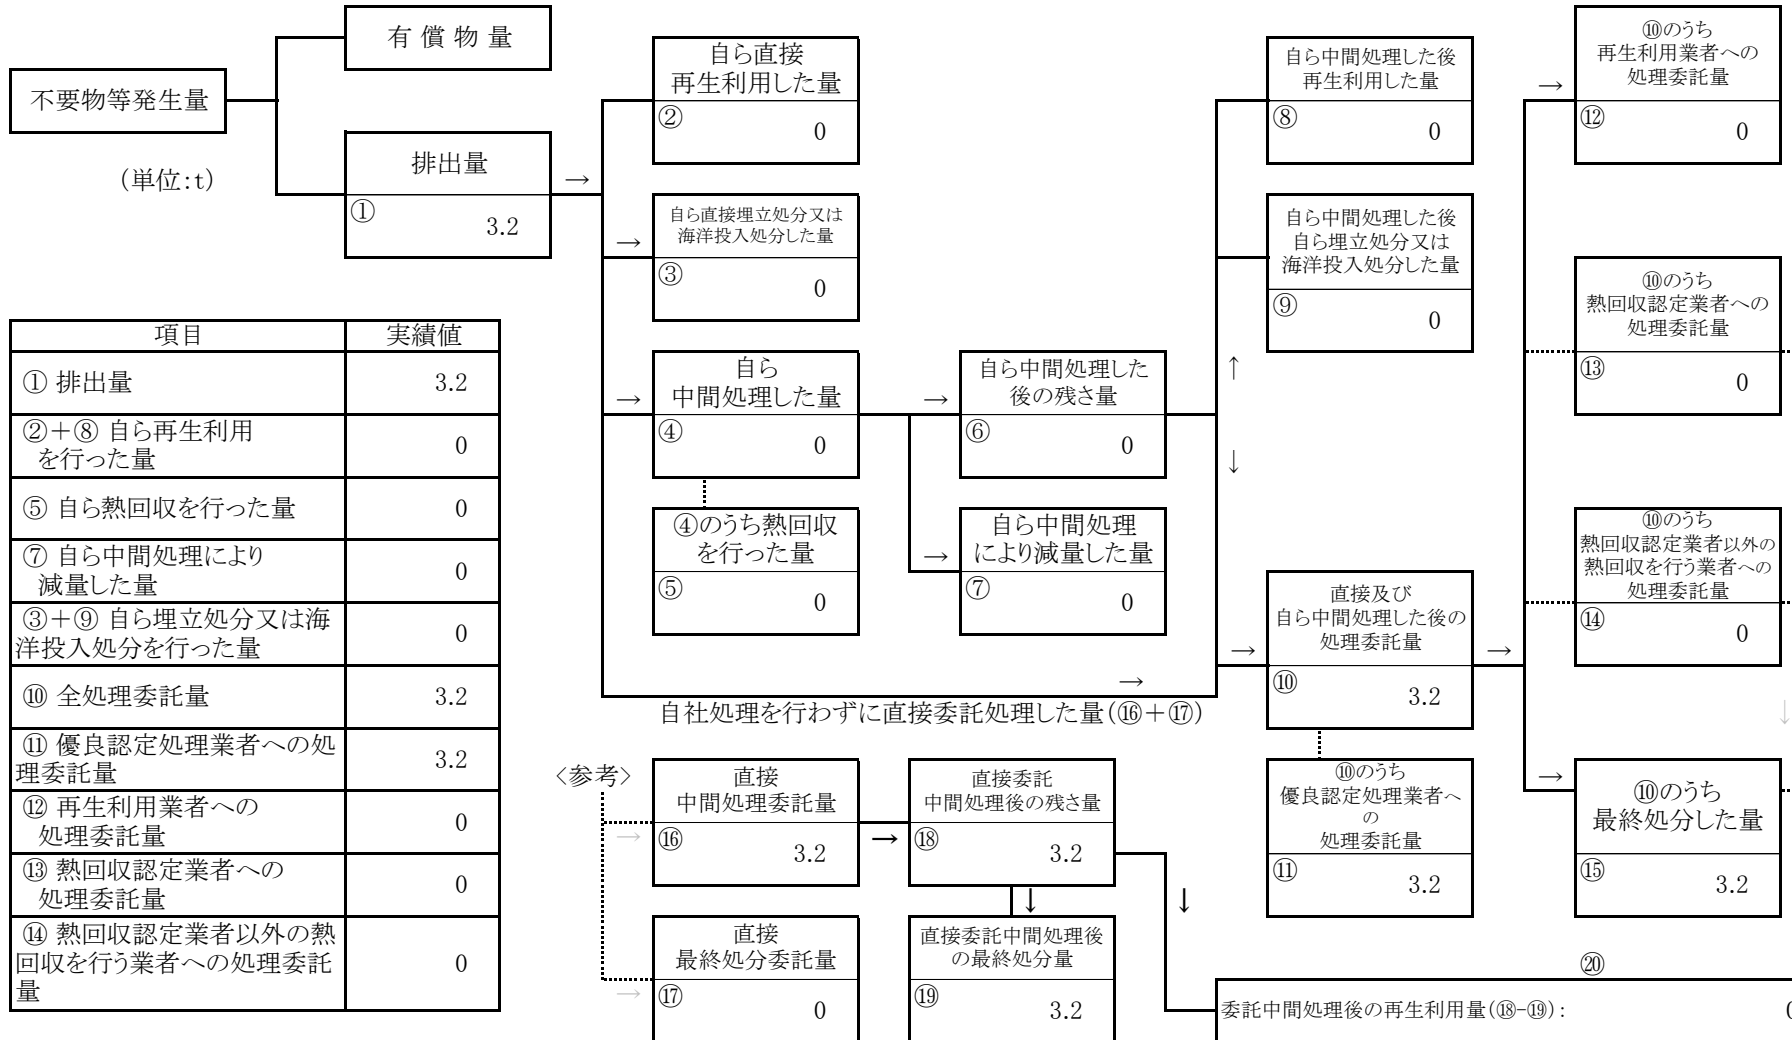 有 償 物 量
不要物等発生量
(単位:t)
排出量
①
3.2
→
自ら直接
再生利用した量
②
0
→
自ら直接埋立処分又は
海洋投入処分した量
③
0
→
自ら
中間処理した量
④
0
④のうち熱回収
を行った量
⑤
0
→
自ら中間処理した
後の残さ量
⑥
0
→
自ら中間処理
により減量した量
⑦
0
↑
↓
自ら中間処理した後
再生利用した量
⑧
0
自ら中間処理した後
自ら埋立処分又は
海洋投入処分した量
⑨
0
→
自社処理を行わずに直接委託処理した量(⑯+⑰)
→
直接及び
自ら中間処理した後の
処理委託量
⑩
3.2
⑩のうち
優良認定処理業者へ
の
処理委託量
⑪
3.2
→
→
⑩のうち
再生利用業者への
処理委託量
⑫
0
⑩のうち
熱回収認定業者への
処理委託量
⑬
0
⑩のうち
熱回収認定業者以外の
熱回収を行う業者への
処理委託量
⑭
0
↓
→
⑩のうち
最終処分した量
⑮
3.2
項目 実績値
① 排出量 3.2
②+⑧ 自ら再生利用
を行った量 0
⑤ 自ら熱回収を行った量 0
⑦ 自ら中間処理により
減量した量 0
③+⑨ 自ら埋立処分又は海
洋投入処分を行った量 0
⑩ 全処理委託量 3.2
⑪ 優良認定処理業者への処
理委託量 3.2
⑫ 再生利用業者への
処理委託量 0
⑬ 熱回収認定業者への
処理委託量 0
⑭ 熱回収認定業者以外の熱
回収を行う業者への処理委託
量 0
〈参考〉
→
直接
中間処理委託量
⑯
3.2
→
直接委託
中間処理後の残さ量
⑱
3.2
↓
↓
→
直接
最終処分委託量
⑰
0
直接委託中間処理後
の最終処分量
⑲
3.2
⑳
委託中間処理後の再生利用量(⑱-⑲): 0